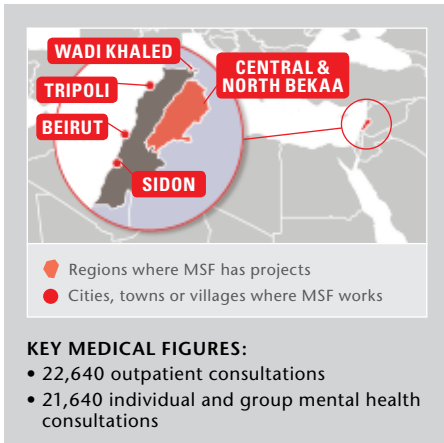 WADI KHALED
TRIPOLI
CENTRAL &
NORTH BEKAA
BEIRUT
SIDON
Regions where MSF has projects
Cities, towns or villages where MSF works
KEY MEDICAL FIGURES:
• 22,640 outpatient consultations
• 21,640 individual and group mental health
consultations